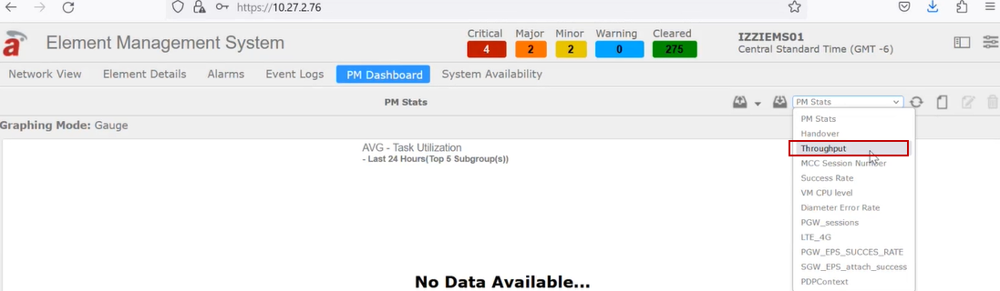 https://10.27.2.76
Element Management System
Critical Major Minor Warning Cleared
4 2 2 0 275
IZZIEMS01
Central Standard Time (GMT -6)
Network View Element Details Alarms Event Logs PM Dashboard System Availability
PM Stats
PM Stats
Graphing Mode: Gauge
AVG - Task Utilization
- Last 24 Hours(Top 5 Subgroup(s))
No Data Available...
PM Stats
Handover
Throughput
MCC Session Number
Success Rate
VM CPU level
Diameter Error Rate
PGW_sessions
LTE_4G
PGW_EPS_SUCCES_RATE
SGW_EPS_attach_success
PDPContext